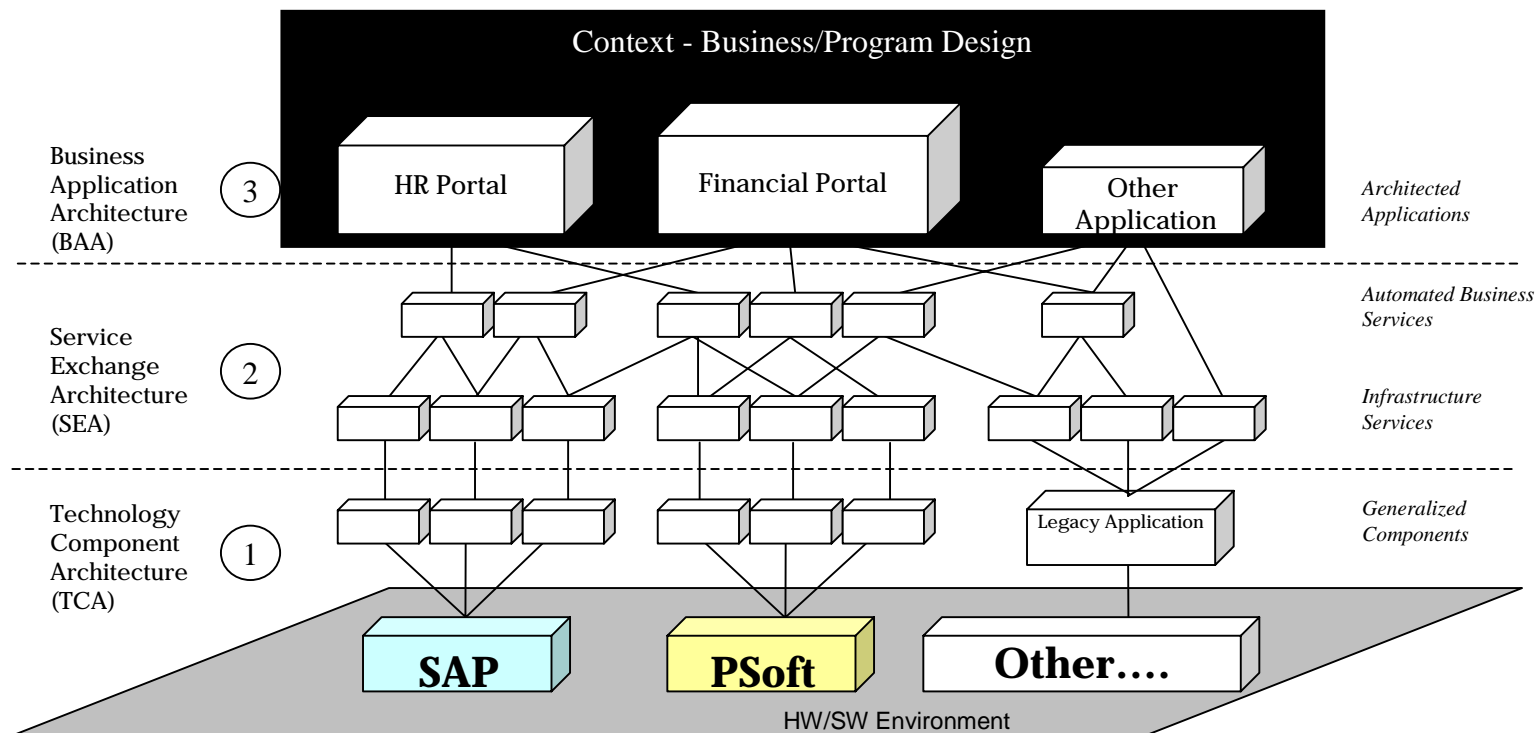 Context - Business/Program Design
Business
Application
Architecture
(BAA)
3
HR Portal
Financial Portal
Other
Application
Architected
Applications
Automated Business
Services
Service
Exchange
Architecture
(SEA)
2
Infrastructure
Services
Technology
Component
Architecture
(TCA)
1
Legacy Application
Generalized
Components
SAP
PSoft
Other....
HW/SW Environment